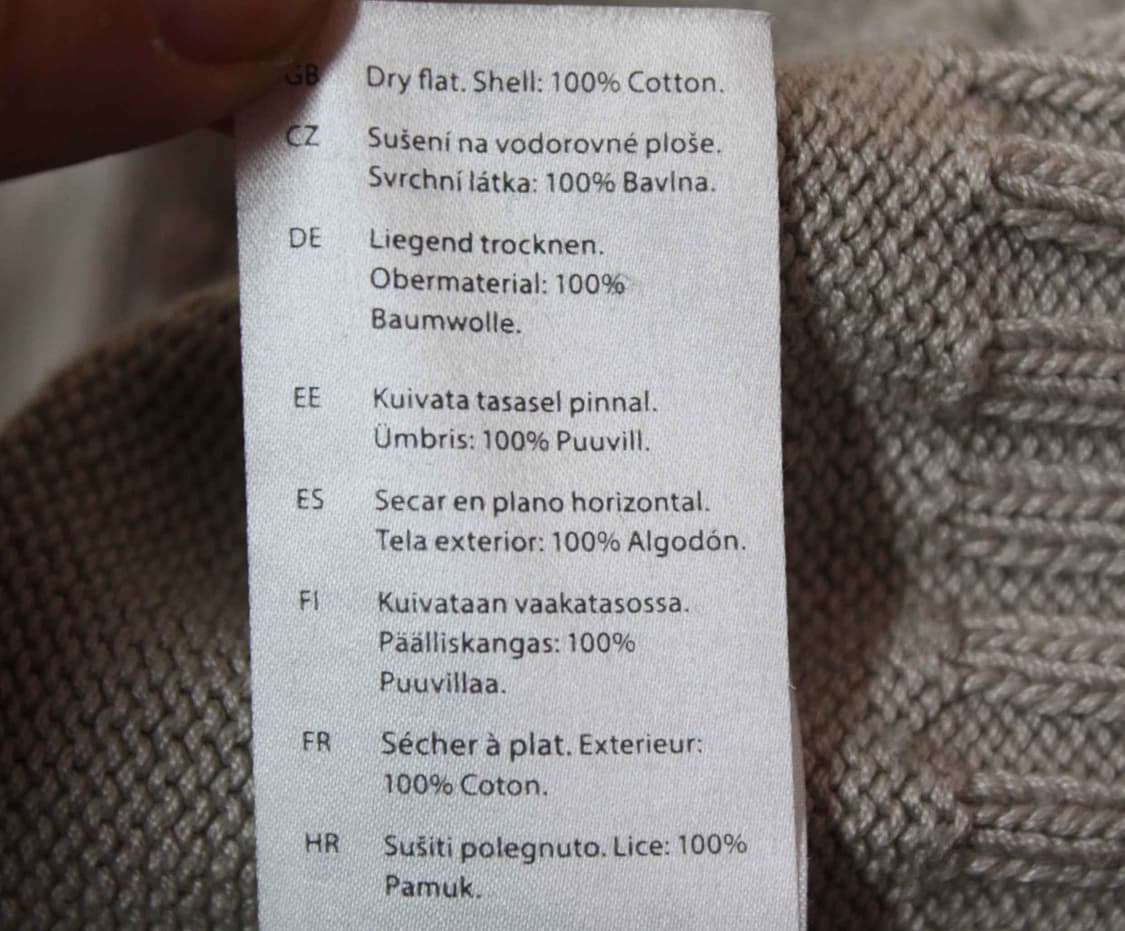 GB Dry flat. Shell: 100% Cotton.
CZ Sušení na vodorovné ploše.
Svrchní látka: 100% Bavlna.
DE Liegend trocknen.
Obermaterial: 100%
Baumwolle.
EE Kuivata tasasel pinnal.
Ümbris: 100% Puuvill.
ES Secar en plano horizontal.
Tela exterior: 100% Algodón.
FI Kuivataan vaakatasossa.
Päälliskangas: 100%
Puuvillaa.
FR Sécher à plat. Exterieur:
100% Coton.
HR Sušiti polegnuto. Lice: 100%
Pamuk.